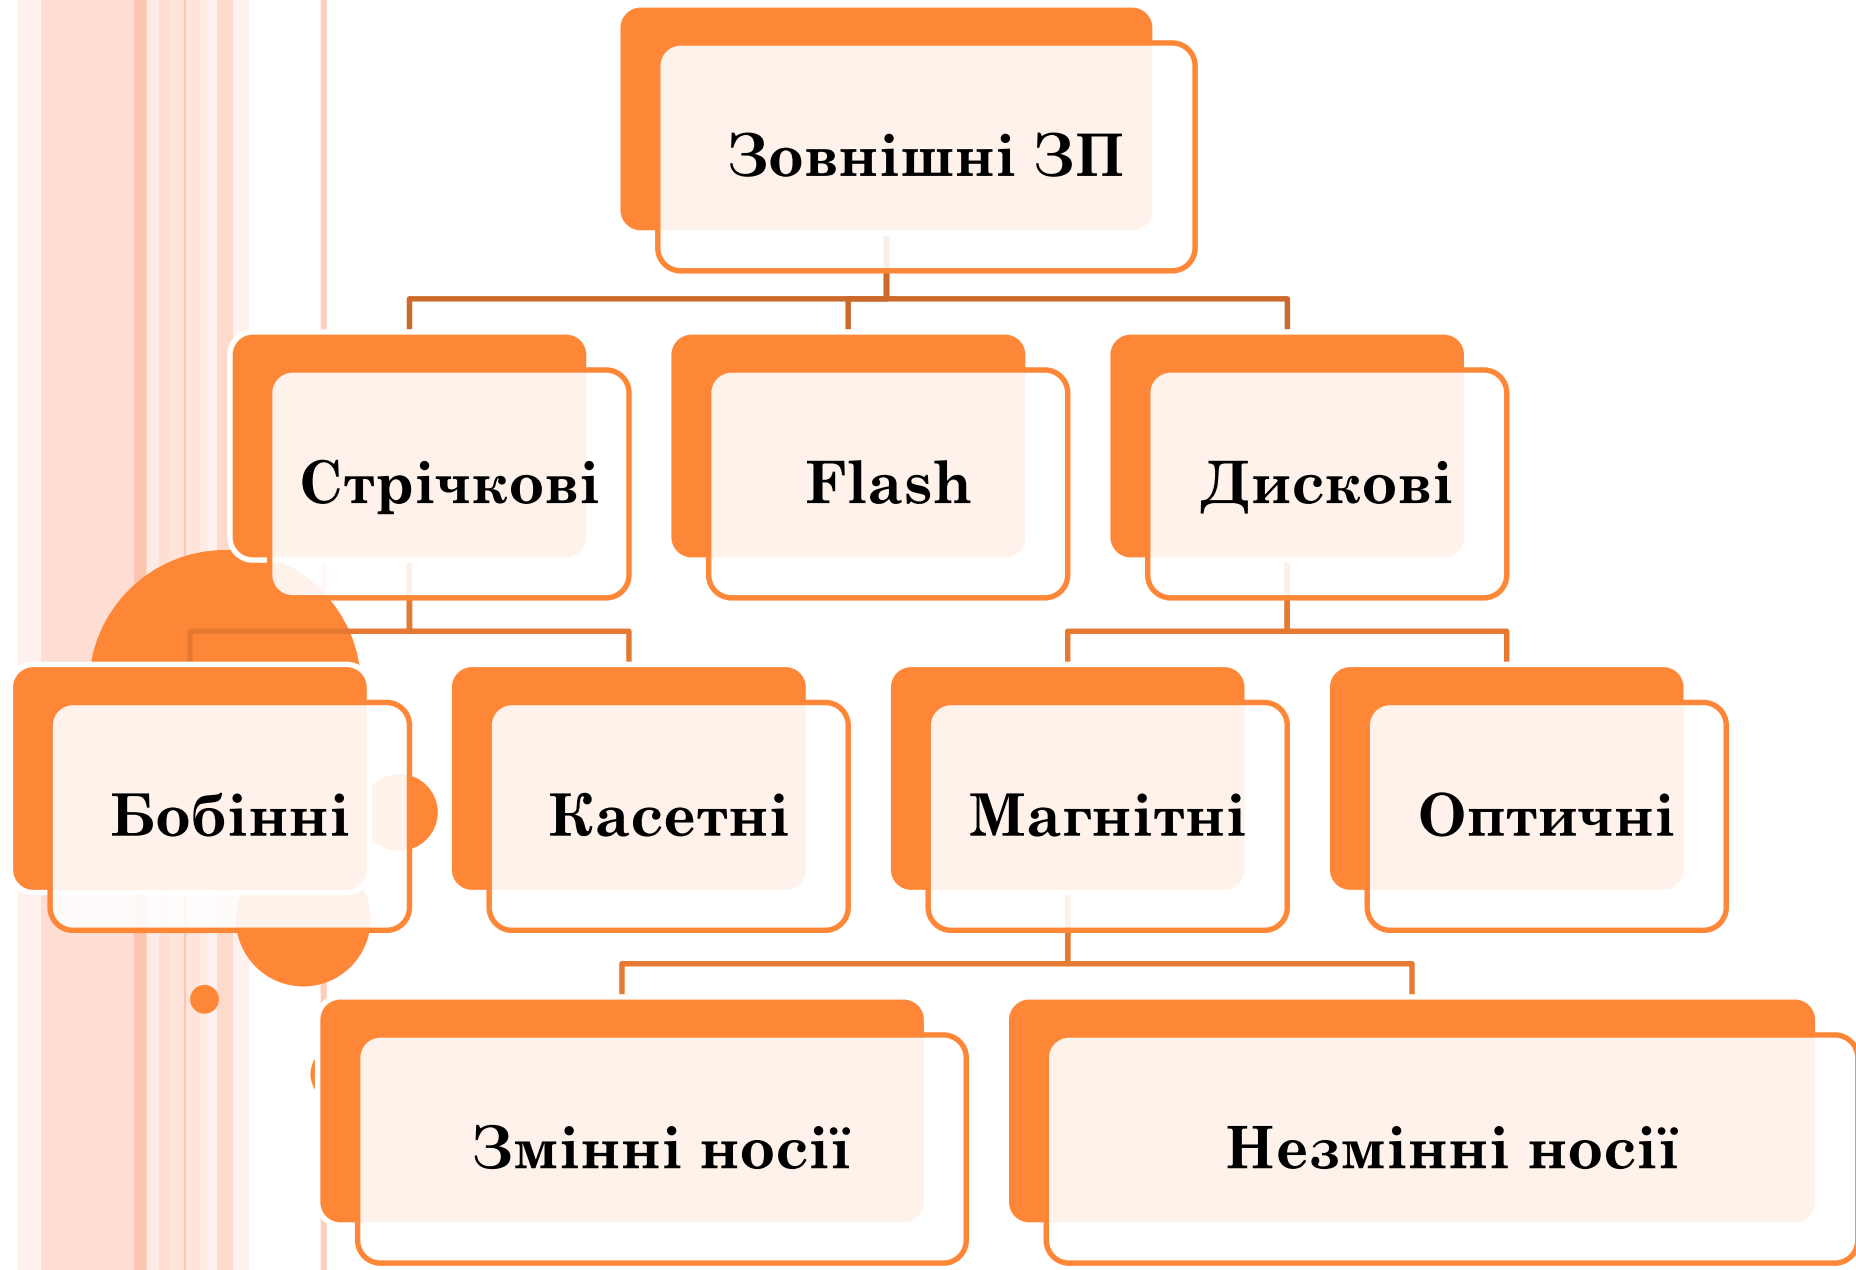 Зовнішні ЗП
Стрічкові
Flash
Дискові
Бобінні
Касетні
Магнітні
Оптичні
Змінні носії
Незмінні носії